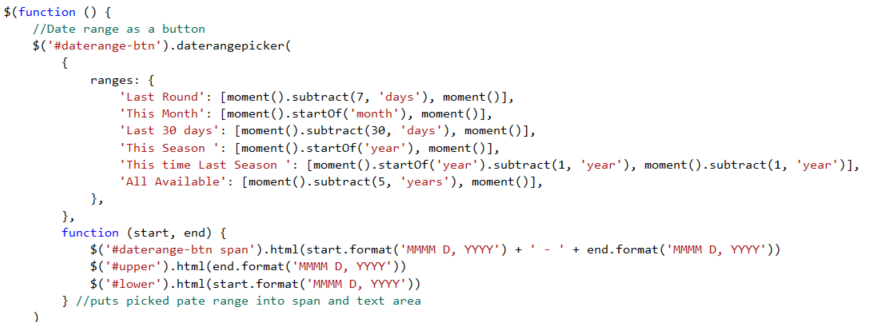 $(function () {
    //Date range as a button
    $('#daterange-btn').daterangepicker(
        {
            ranges: {
                'Last Round': [moment().subtract(7, 'days'), moment()],
                'This Month': [moment().startOf('month'), moment()],
                'Last 30 days': [moment().subtract(30, 'days'), moment()],
                'This Season ': [moment().startOf('year'), moment()],
                'This time Last Season ': [moment().startOf('year').subtract(1, 'year'), moment().subtract(1, 'year')],
                'All Available': [moment().subtract(5, 'years'), moment()],
            },
        },
        function (start, end) {
            $('#daterange-btn span').html(start.format('MMMM D, YYYY') + ' - ' + end.format('MMMM D, YYYY'))
            $('#upper').html(end.format('MMMM D, YYYY'))
            $('#lower').html(start.format('MMMM D, YYYY'))
        } //puts picked pate range into span and text area
    )